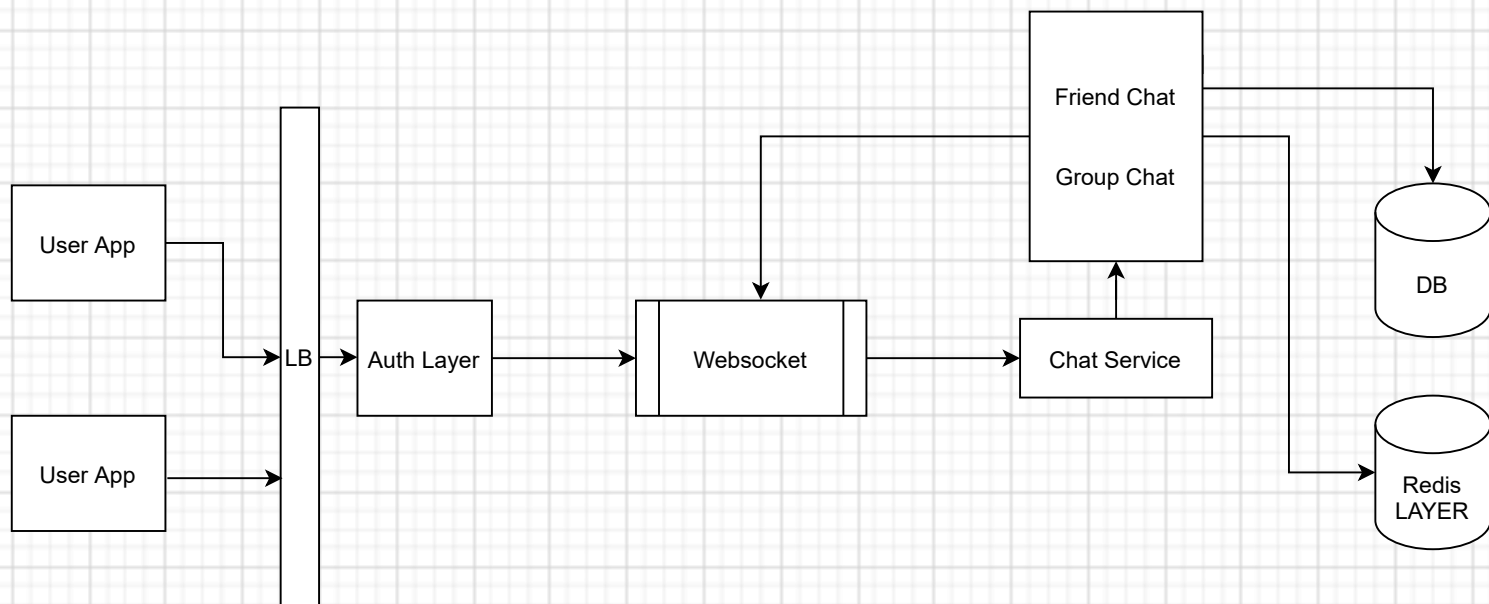 Friend Chat
Group Chat
User App
LB
Auth Layer
Websocket
Chat Service
DB
User App
Redis
LAYER